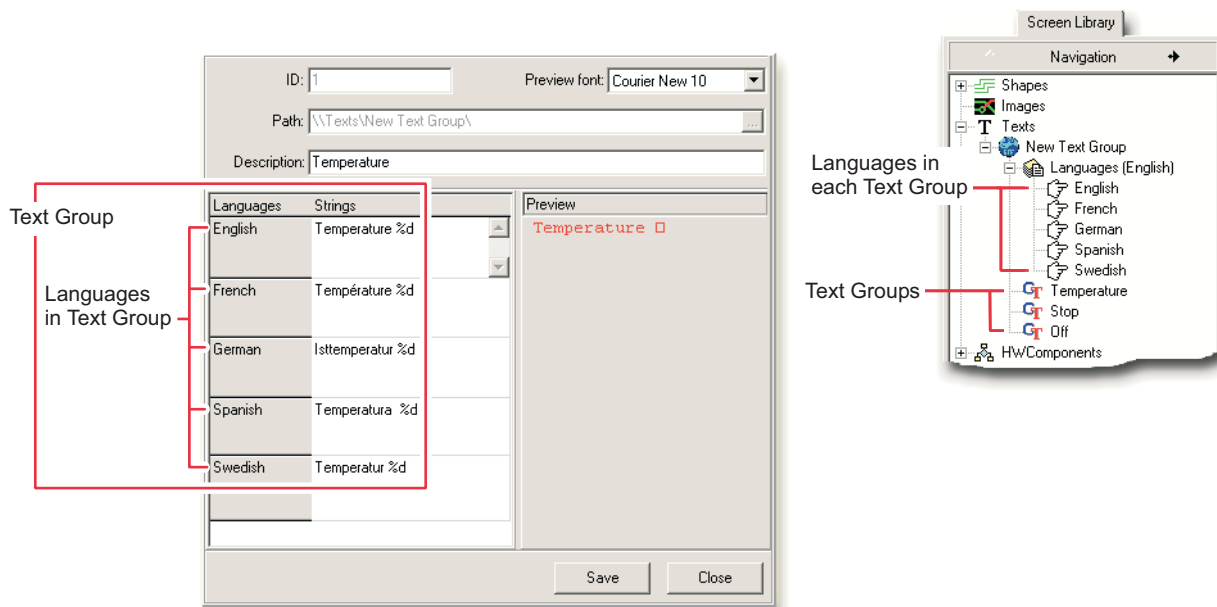 Screen Library
Navigation
Shapes
Images
T Texts
New Text Group
Languages (English)
English
French
German
Spanish
Swedish
GT Temperature
GT Stop
GT Off
HWComponents
Languages in
each Text Group
Text Groups
ID: 1
Preview font: Courier New 10
Path: \\Texts\New Text Group\ ...
Description: Temperature
Text Group
Languages
in Text Group
Languages Strings
English Temperature %d
French Température %d
German Isttemperatur %d
Spanish Temperatura %d
Swedish Temperatur %d
Preview
Temperature □
Save Close